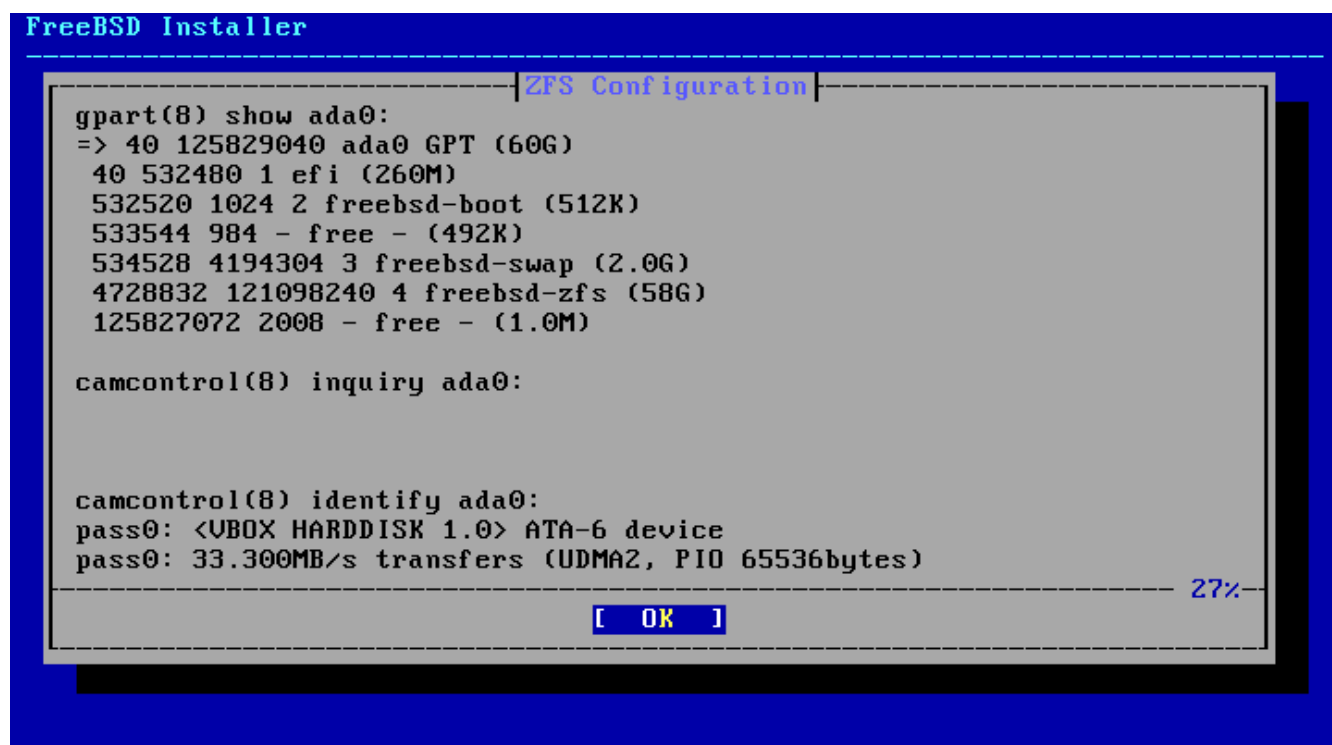 FreeBSD Installer
ZFS Configuration
gpart(8) show ada0:
=> 40 125829040 ada0 GPT (60G)
40 532480 1 efi (260M)
532520 1024 2 freebsd-boot (512K)
533544 984 - free - (492K)
534528 4194304 3 freebsd-swap (2.0G)
4728832 121098240 4 freebsd-zfs (58G)
125827072 2008 - free - (1.0M)
camcontrol(8) inquiry ada0:
camcontrol(8) identify ada0:
pass0: <VBOX HARDDISK 1.0> ATA-6 device
pass0: 33.300MB/s transfers (UDMA2, PIO 65536bytes)
27%
[ OK ]